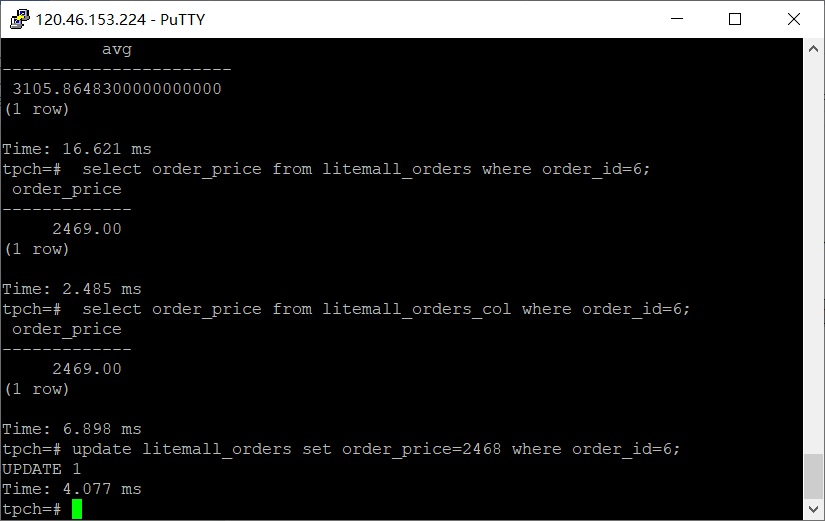 120.46.153.224 - PuTTY
avg
-----------------------
3105.8648300000000000
(1 row)
Time: 16.621 ms
tpch=#  select order_price from litemall_orders where order_id=6;
order_price
-------------
2469.00
(1 row)
Time: 2.485 ms
tpch=#  select order_price from litemall_orders_col where order_id=6;
order_price
-------------
2469.00
(1 row)
Time: 6.898 ms
tpch=# update litemall_orders set order_price=2468 where order_id=6;
UPDATE 1
Time: 4.077 ms
tpch=#